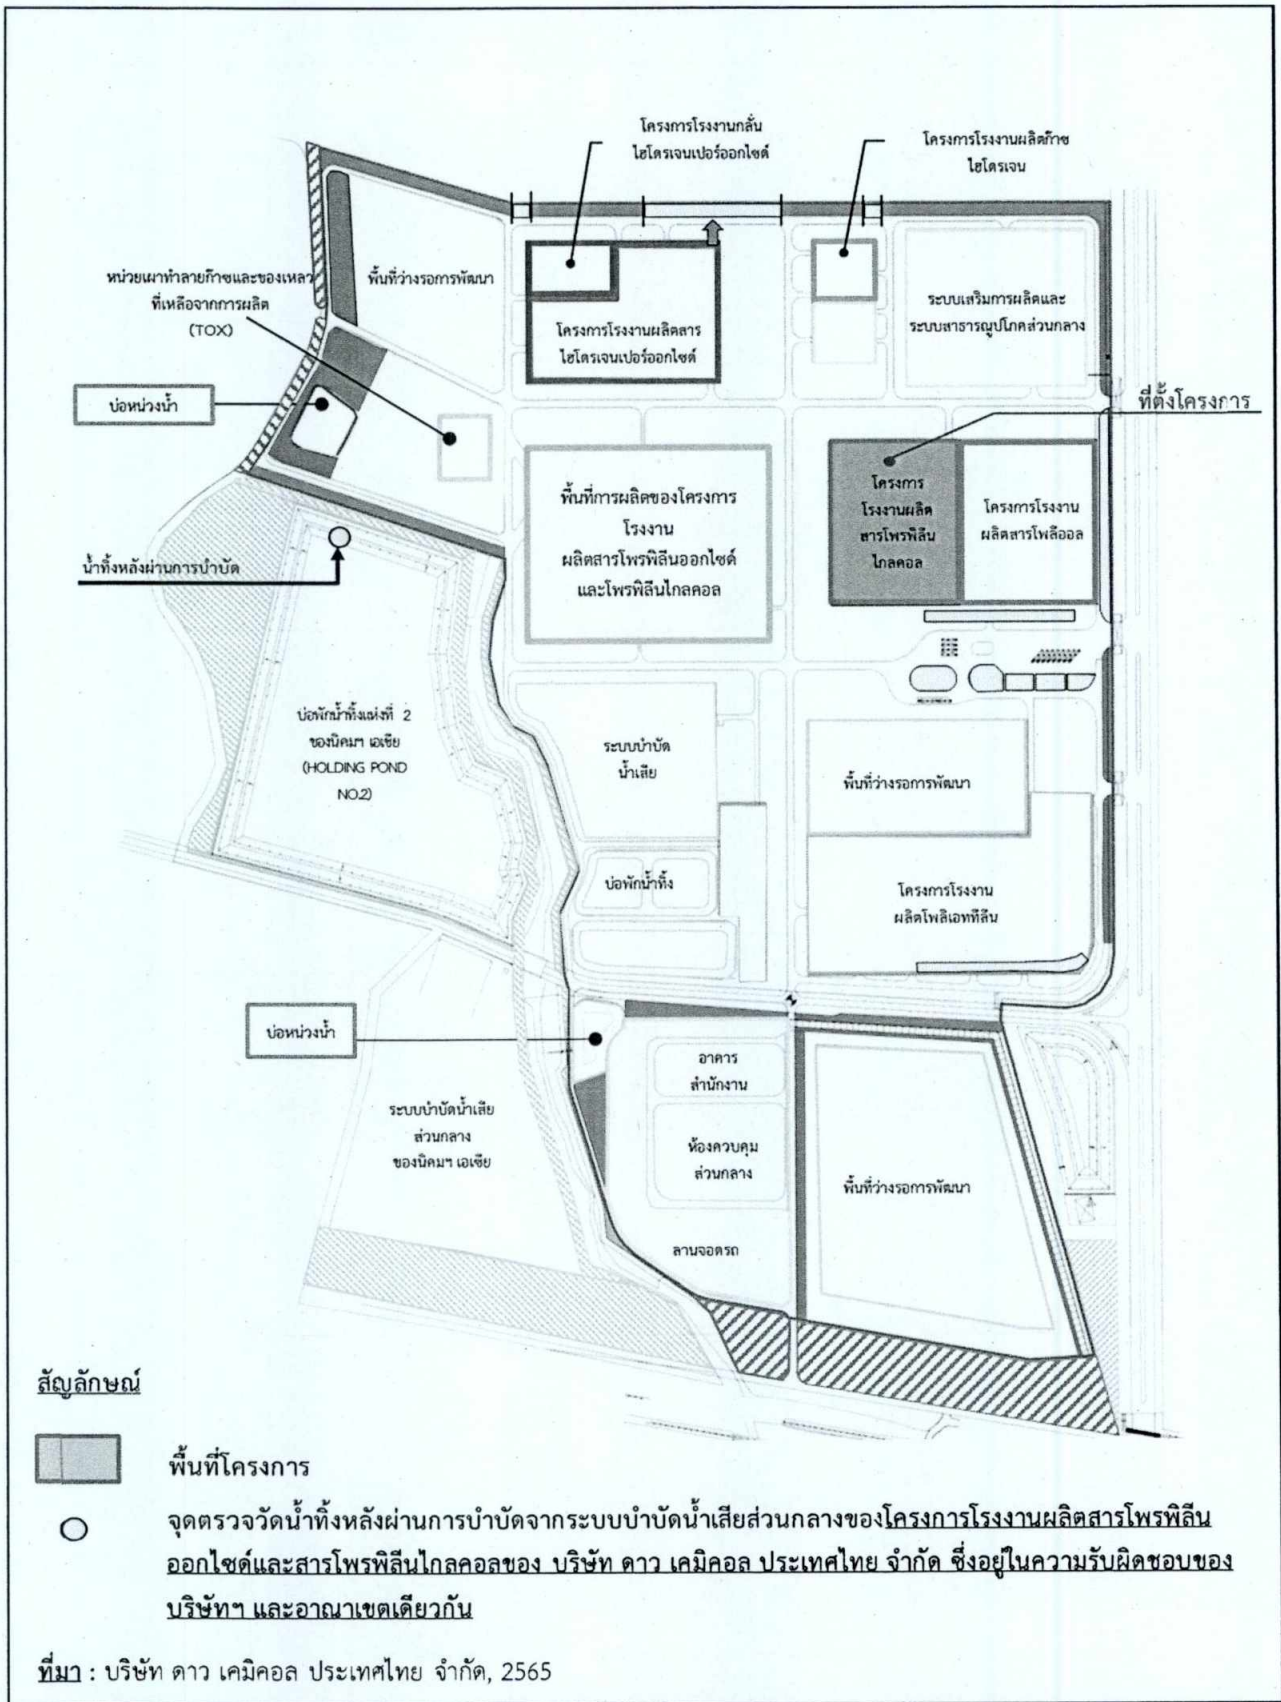 โครงการโรงงานกลั่น
ไฮโดรเจนเปอร์ออกไซด์
โครงการโรงงานผลิตก๊าซ
ไฮโดรเจน
หน่วยเผาทำลายก๊าซและของเหลว
ที่เหลือจากการผลิต
(TOX)
พื้นที่ว่างรอการพัฒนา
โครงการโรงงานผลิตสาร
ไฮโดรเจนเปอร์ออกไซด์
ระบบเสริมการผลิตและ
ระบบสาธารณูปโภคส่วนกลาง
บ่อหน่วงน้ำ
ที่ตั้งโครงการ
พื้นที่การผลิตของโครงการ
โรงงาน
ผลิตสารโพรพิลีนออกไซด์
และโพรพิลีนไกลคอล
โครงการ
โรงงานผลิต
สารโพรพิลีน
ไกลคอล
โครงการโรงงาน
ผลิตสารโพลีออล
น้ำทิ้งหลังผ่านการบำบัด
บ่อพักน้ำทิ้งแห่งที่ 2
ของนิคมฯ เอเซีย
(HOLDING POND
NO.2)
ระบบบำบัด
น้ำเสีย
พื้นที่ว่างรอการพัฒนา
บ่อพักน้ำทิ้ง
โครงการโรงงาน
ผลิตโพลิเอททีลีน
บ่อหน่วงน้ำ
อาคาร
สำนักงาน
ระบบบำบัดน้ำเสีย
ส่วนกลาง
ของนิคมฯ เอเซีย
ห้องควบคุม
ส่วนกลาง
พื้นที่ว่างรอการพัฒนา
ลานจอดรถ
สัญลักษณ์
พื้นที่โครงการ
จุดตรวจวัดน้ำทิ้งหลังผ่านการบำบัดจากระบบบำบัดน้ำเสียส่วนกลางของโครงการโรงงานผลิตสารโพรพิลีน
ออกไซด์และสารโพรพิลีนไกลคอลของ บริษัท ดาว เคมิคอล ประเทศไทย จำกัด ซึ่งอยู่ในความรับผิดชอบของ
บริษัทฯ และอาณาเขตเดียวกัน
ที่มา : บริษัท ดาว เคมิคอล ประเทศไทย จำกัด, 2565